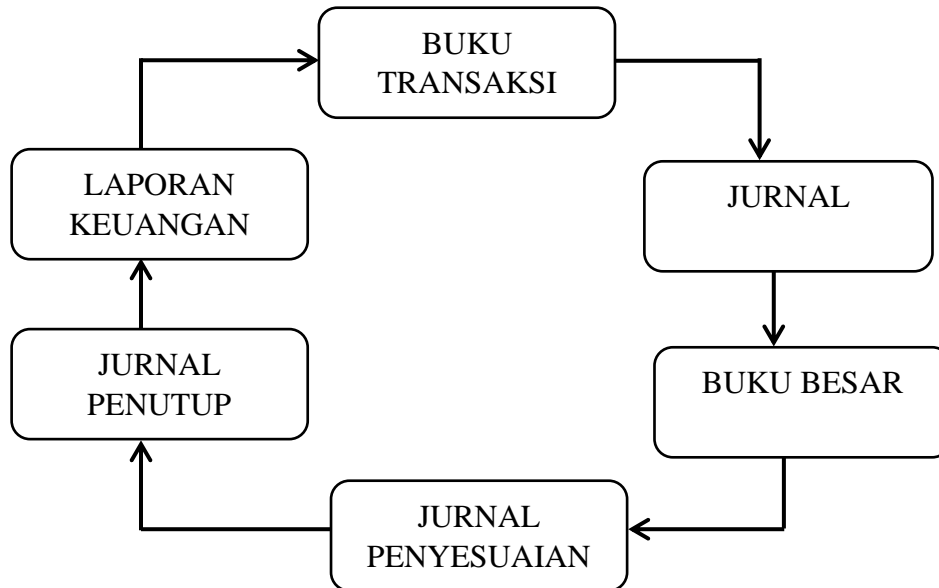 BUKU
TRANSAKSI
JURNAL
BUKU BESAR
JURNAL
PENYESUAIAN
JURNAL
PENUTUP
LAPORAN
KEUANGAN